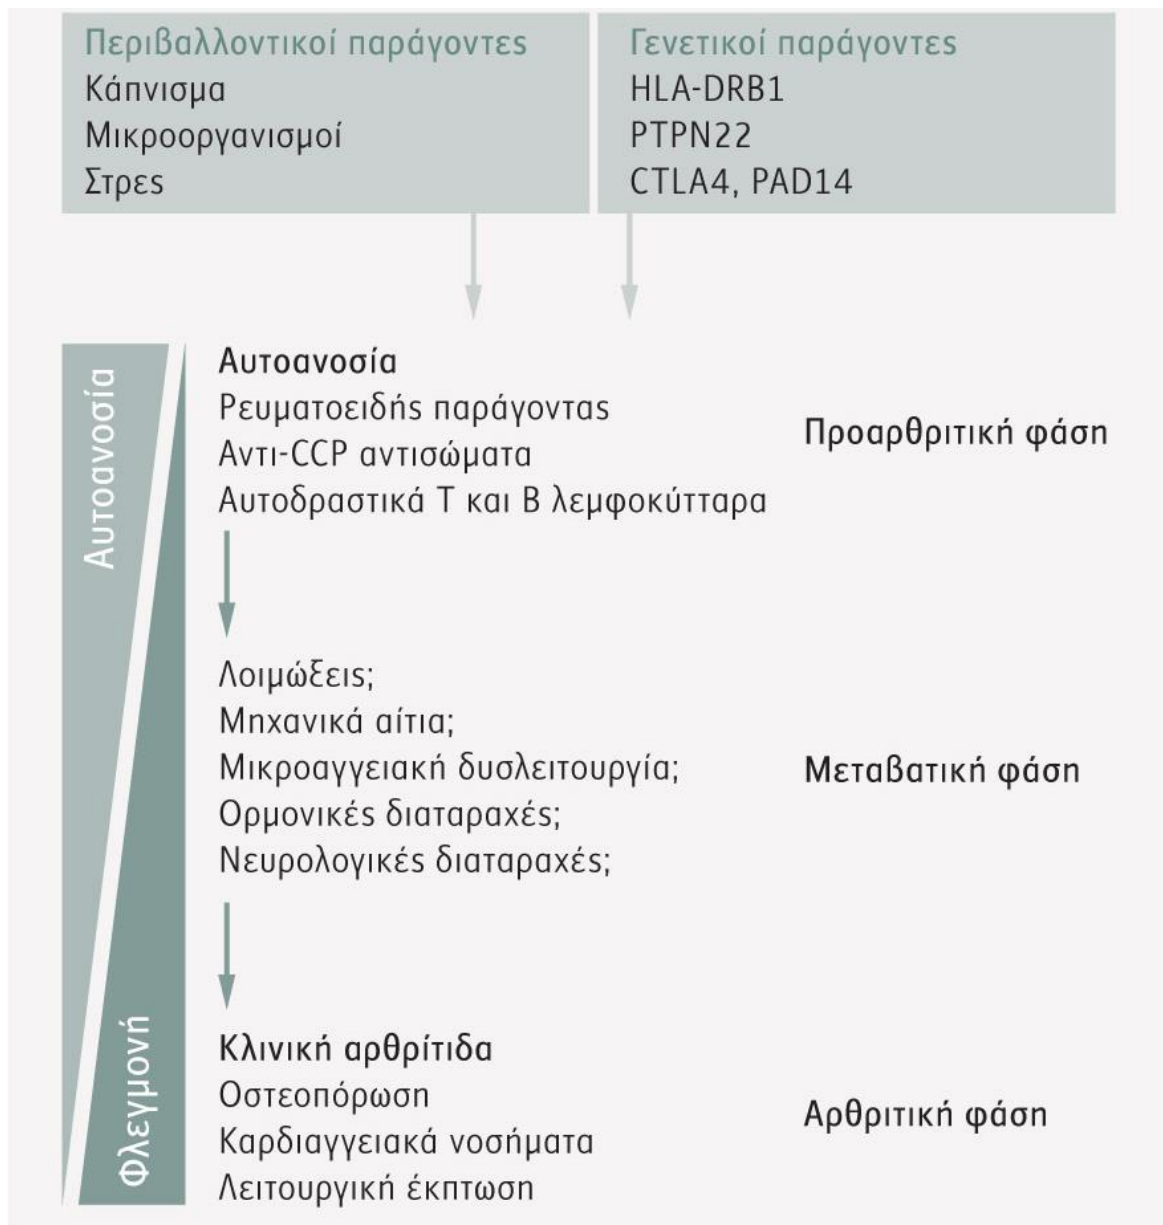 Περιβαλλοντικοί παράγοντες
Κάπνισμα
Μικροοργανισμοί
Στρες
Γενετικοί παράγοντες
HLA-DRB1
PTPN22
CTLA4, PAD14
Αυτοανοσία
Αυτοανοσία
Ρευματοειδής παράγοντας
Αντι-CCP αντισώματα
Αυτοδραστικά Τ και Β λεμφοκύτταρα
Προαρθριτική φάση
Λοιμώξεις;
Μηχανικά αίτια;
Μικροαγγειακή δυσλειτουργία;
Ορμονικές διαταραχές;
Νευρολογικές διαταραχές;
Μεταβατική φάση
Φλεγμονή
Κλινική αρθρίτιδα
Οστεοπόρωση
Καρδιαγγειακά νοσήματα
Λειτουργική έκπτωση
Αρθριτική φάση